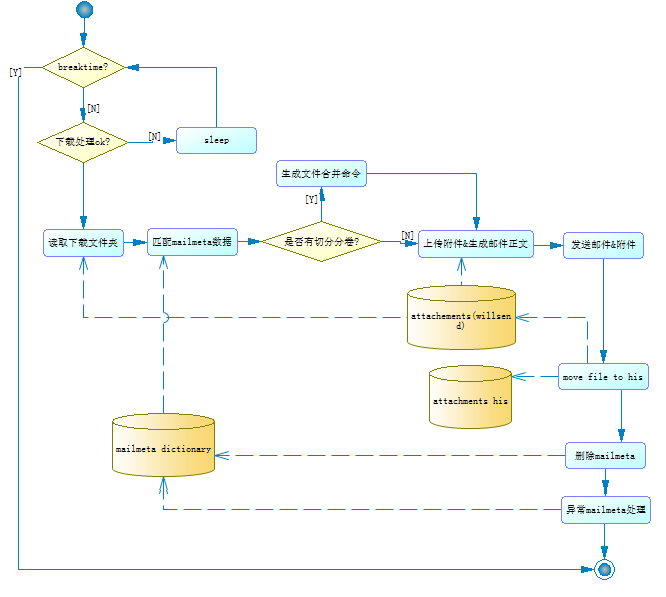 breaktime?
[Y]
[N]
下载处理ok?
[N]
sleep
生成文件合并命令
[Y]
读取下载文件夹
匹配mailmeta数据
是否有切分分卷?
[N]
上传附件&生成邮件正文
发送邮件&附件
attachements(willsen
d)
move file to his
attachments his
mailmeta dictionary
删除mailmeta
异常mailmeta处理